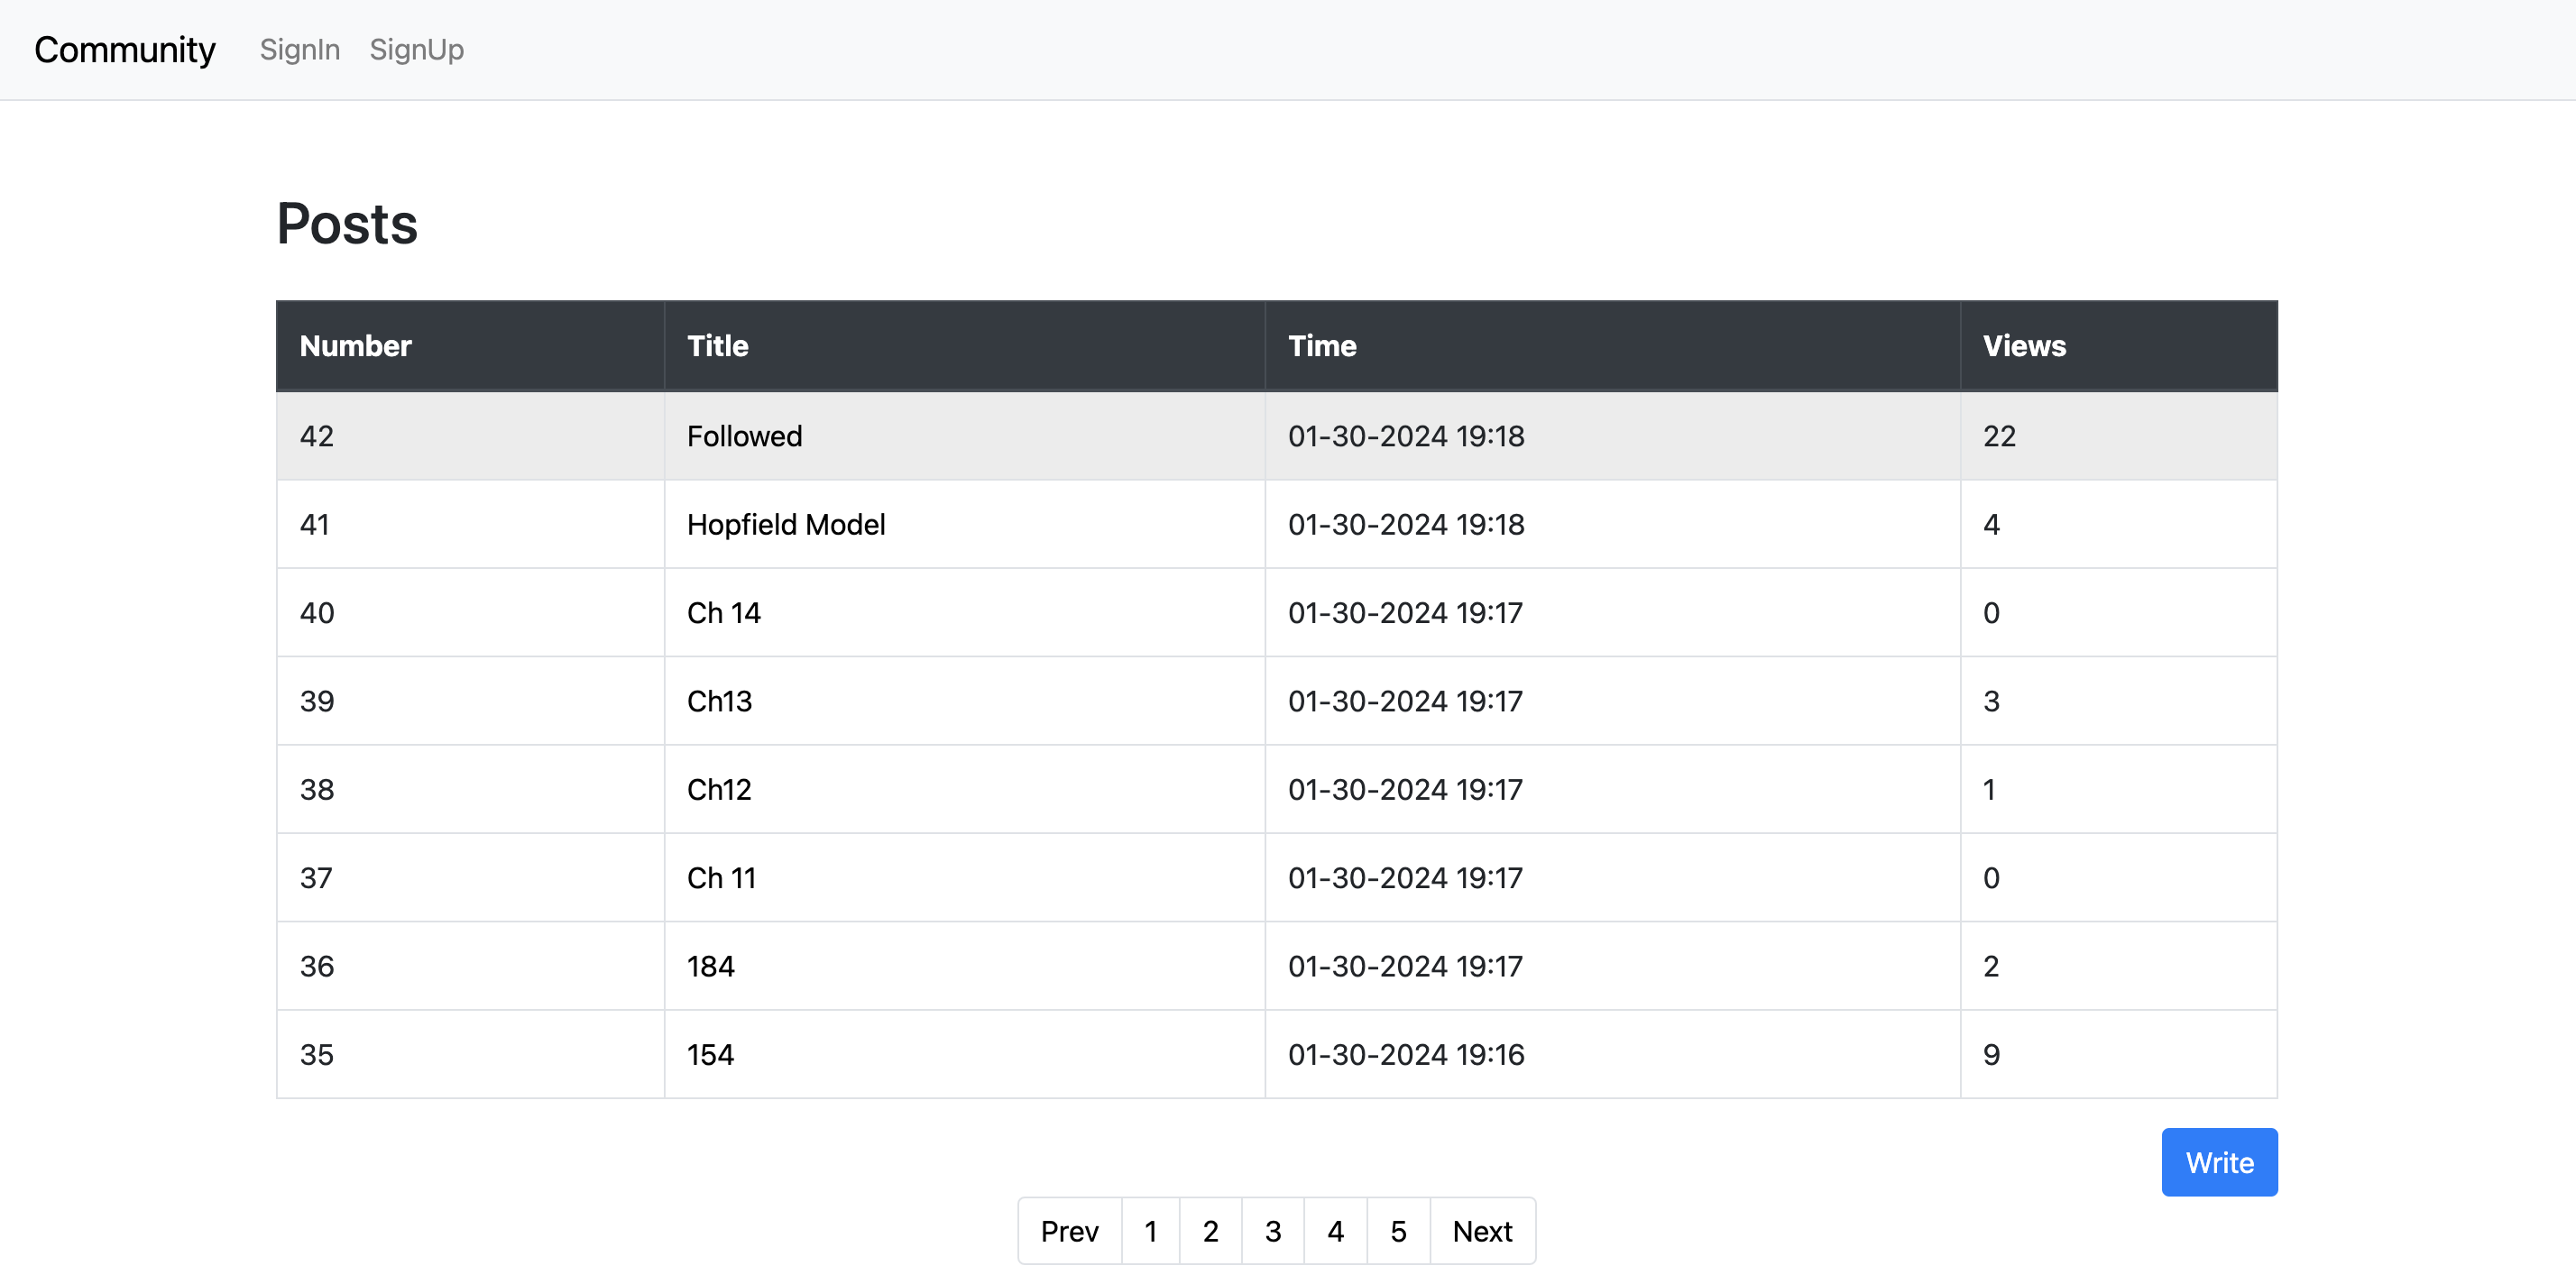 Community SignIn SignUp
Posts
Number Title Time Views
42 Followed 01-30-2024 19:18 22
41 Hopfield Model 01-30-2024 19:18 4
40 Ch 14 01-30-2024 19:17 0
39 Ch13 01-30-2024 19:17 3
38 Ch12 01-30-2024 19:17 1
37 Ch 11 01-30-2024 19:17 0
36 184 01-30-2024 19:17 2
35 154 01-30-2024 19:16 9
Write
Prev 1 2 3 4 5 Next